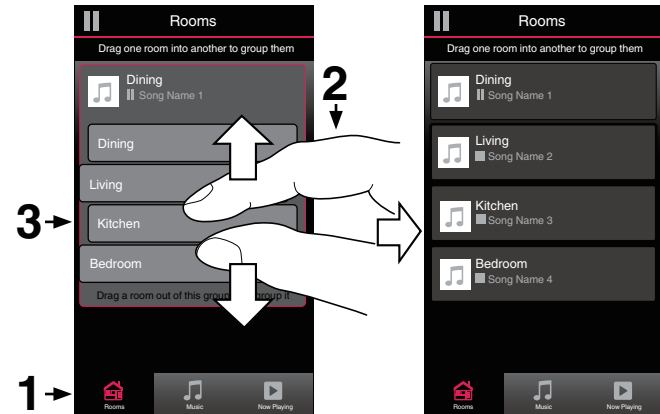 Rooms
Drag one room into another to group them
Dining
Song Name 1
2
Dining
Living
3
Kitchen
Bedroom
Drag a room out of this group group it
1
Rooms
Music
Now Playing
Rooms
Drag one room into another to group them
Dining
Song Name 1
Living
Song Name 2
Kitchen
Song Name 3
Bedroom
Song Name 4
Rooms
Music
Now Playing